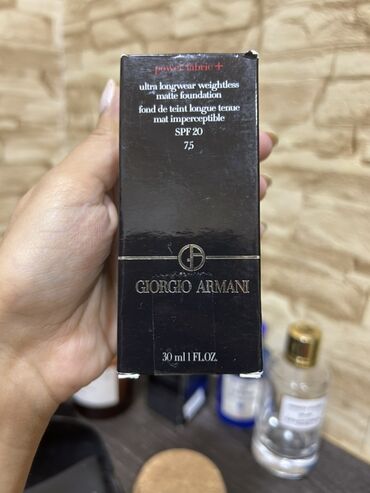 power fabric +
ultra longwear weightless
matte foundation
fond de teint longue tenue
mat imperceptible
SPF 20
7,5
GIORGIO ARMANI
30 ml 1 FL.OZ.